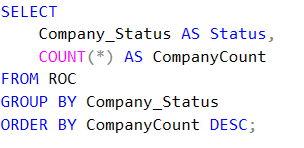 SELECT
    Company_Status AS Status,
    COUNT(*) AS CompanyCount
FROM ROC
GROUP BY Company_Status
ORDER BY CompanyCount DESC;